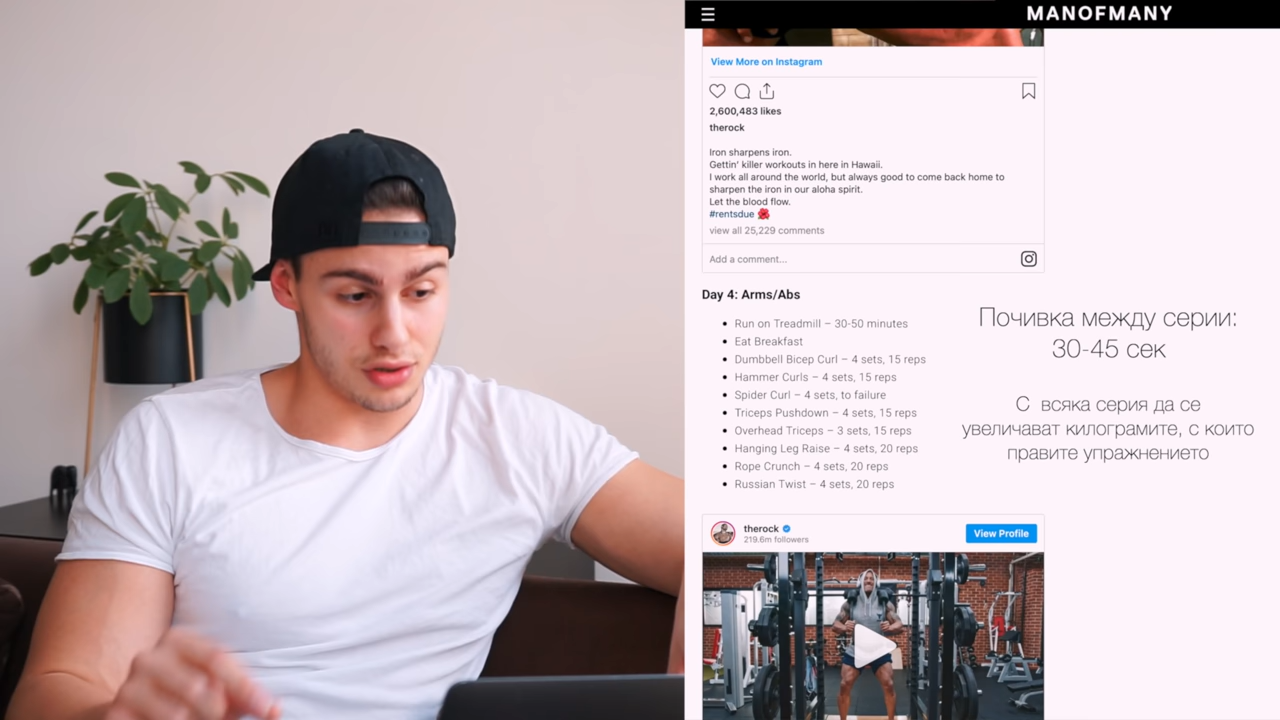 MANOFMANY
View More on Instagram
2,600,483 likes
therock
Iron sharpens iron.
Gettin' killer workouts in here in Hawaii.
I work all around the world, but always good to come back home to
sharpen the iron in our aloha spirit.
Let the blood flow.
#rentsdue
view all 25,229 comments
Add a comment...
Day 4: Arms/Abs
Run on Treadmill – 30-50 minutes
Eat Breakfast
Dumbbell Bicep Curl – 4 sets, 15 reps
Hammer Curls – 4 sets, 15 reps
Spider Curl – 4 sets, to failure
Triceps Pushdown – 4 sets, 15 reps
Overhead Triceps – 3 sets, 15 reps
Hanging Leg Raise – 4 sets, 20 reps
Rope Crunch – 4 sets, 20 reps
Russian Twist – 4 sets, 20 reps
Почивка между серии:
30-45 сек
С всяка серия да се
увеличават килограмите, с които
правите упражнението
therock
219.6m followers
View Profile